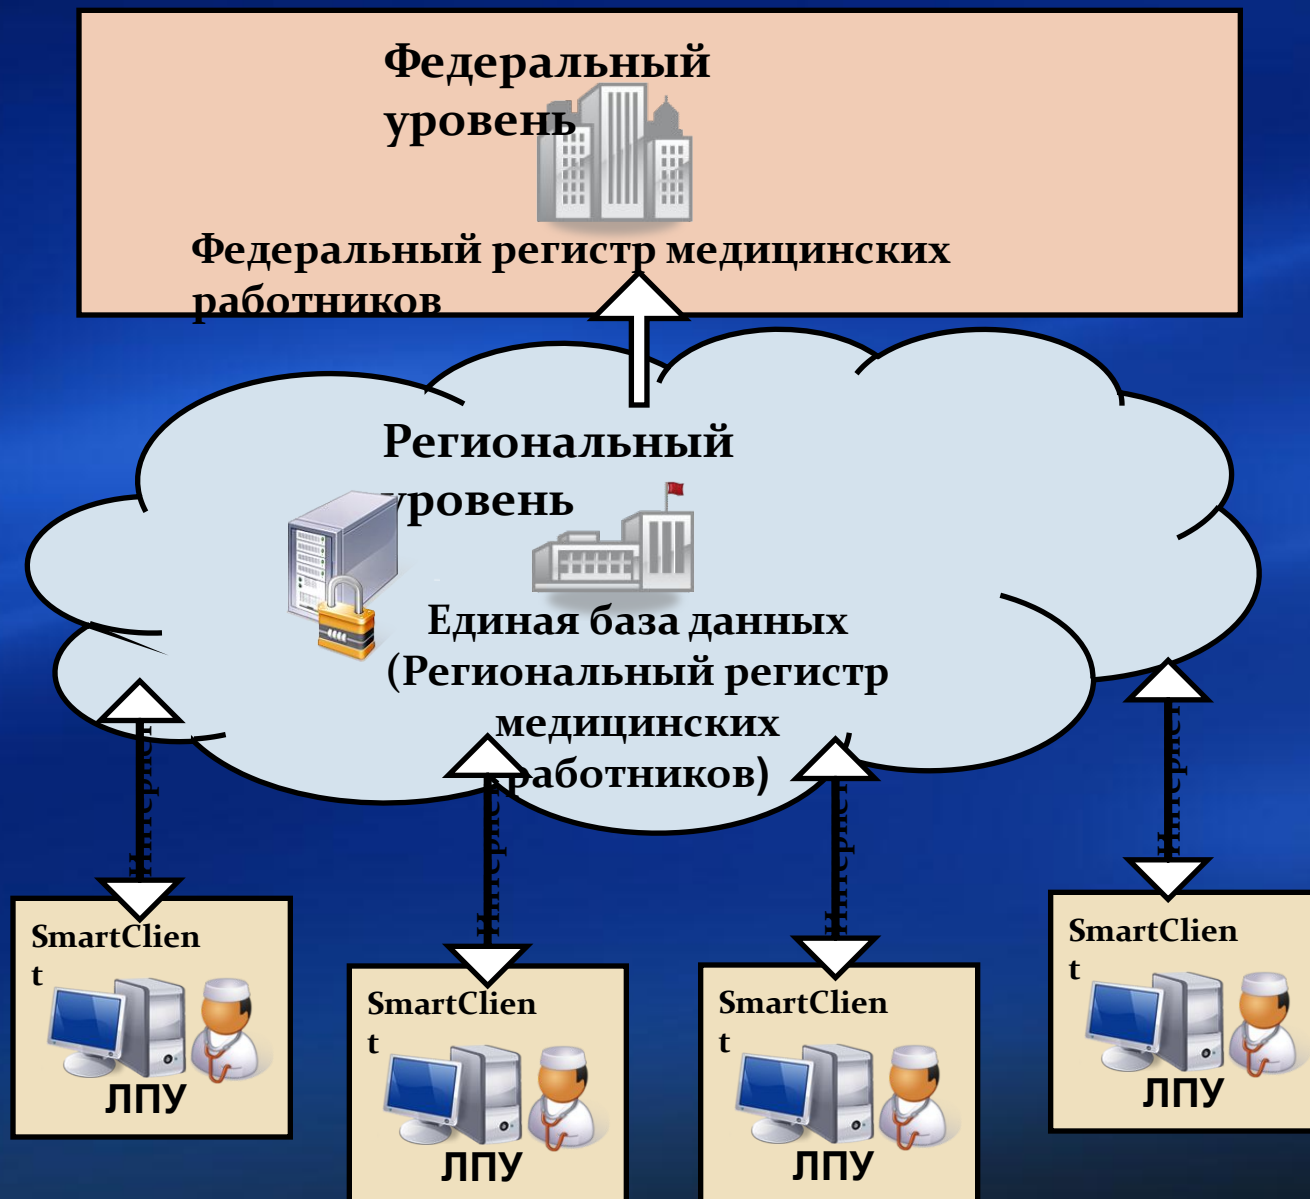 Федеральный
уровень
Федеральный регистр медицинских
работников
Региональный
уровень
Единая база данных
(Региональный регистр
медицинских
работников)
SmartClien
t
ЛПУ
SmartClien
t
ЛПУ
SmartClien
t
ЛПУ
SmartClien
t
ЛПУ